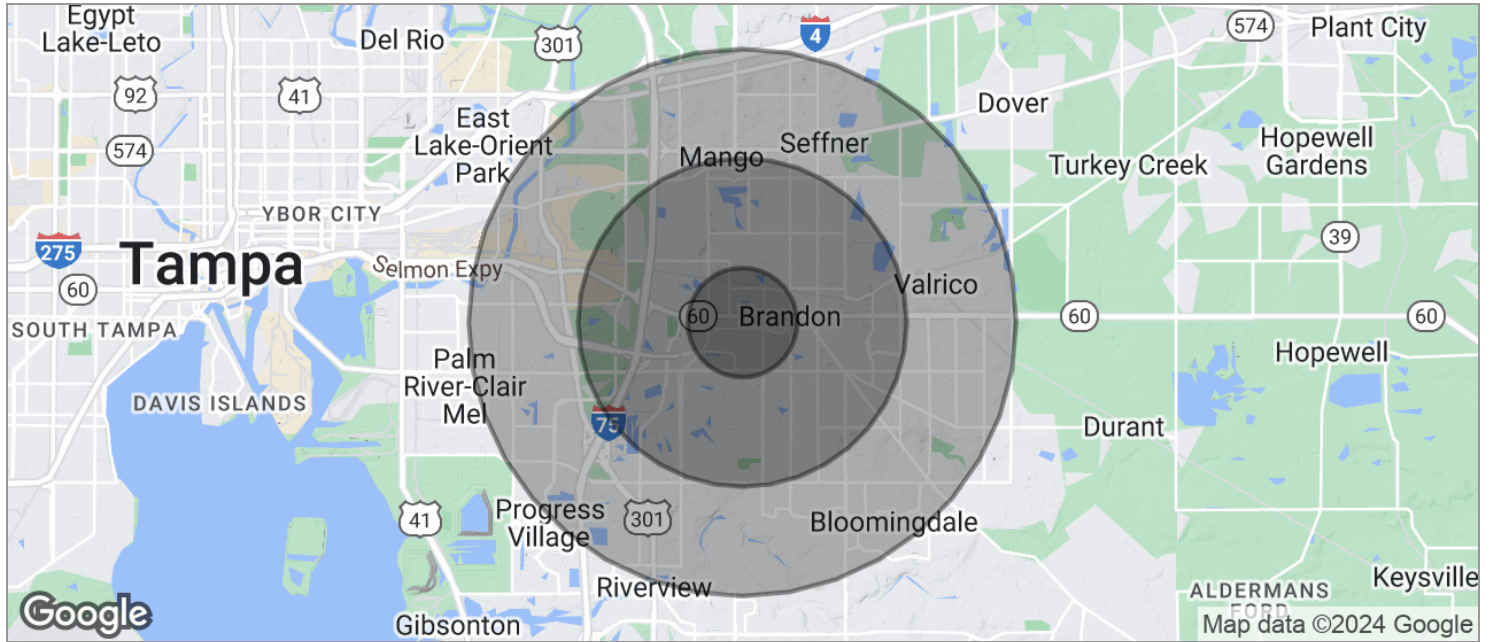 Egypt
Lake-Leto
Del Rio
301
4
574
Plant City
92
41
Dover
East
Lake-Orient
Park
574
Mango
Seffner
Hopewell
Gardens
Turkey Creek
YBOR CITY
39
275
Tampa
Selmon Expy
60
Valrico
SOUTH TAMPA
60
Brandon
60
60
Palm
River-Clair
Mel
Hopewell
DAVIS ISLANDS
75
Durant
41
Progress
Village
301
Bloomingdale
Riverview
Keysville
ALDERMANS
FORD
Google
Gibsonton
Map data ©2024 Google